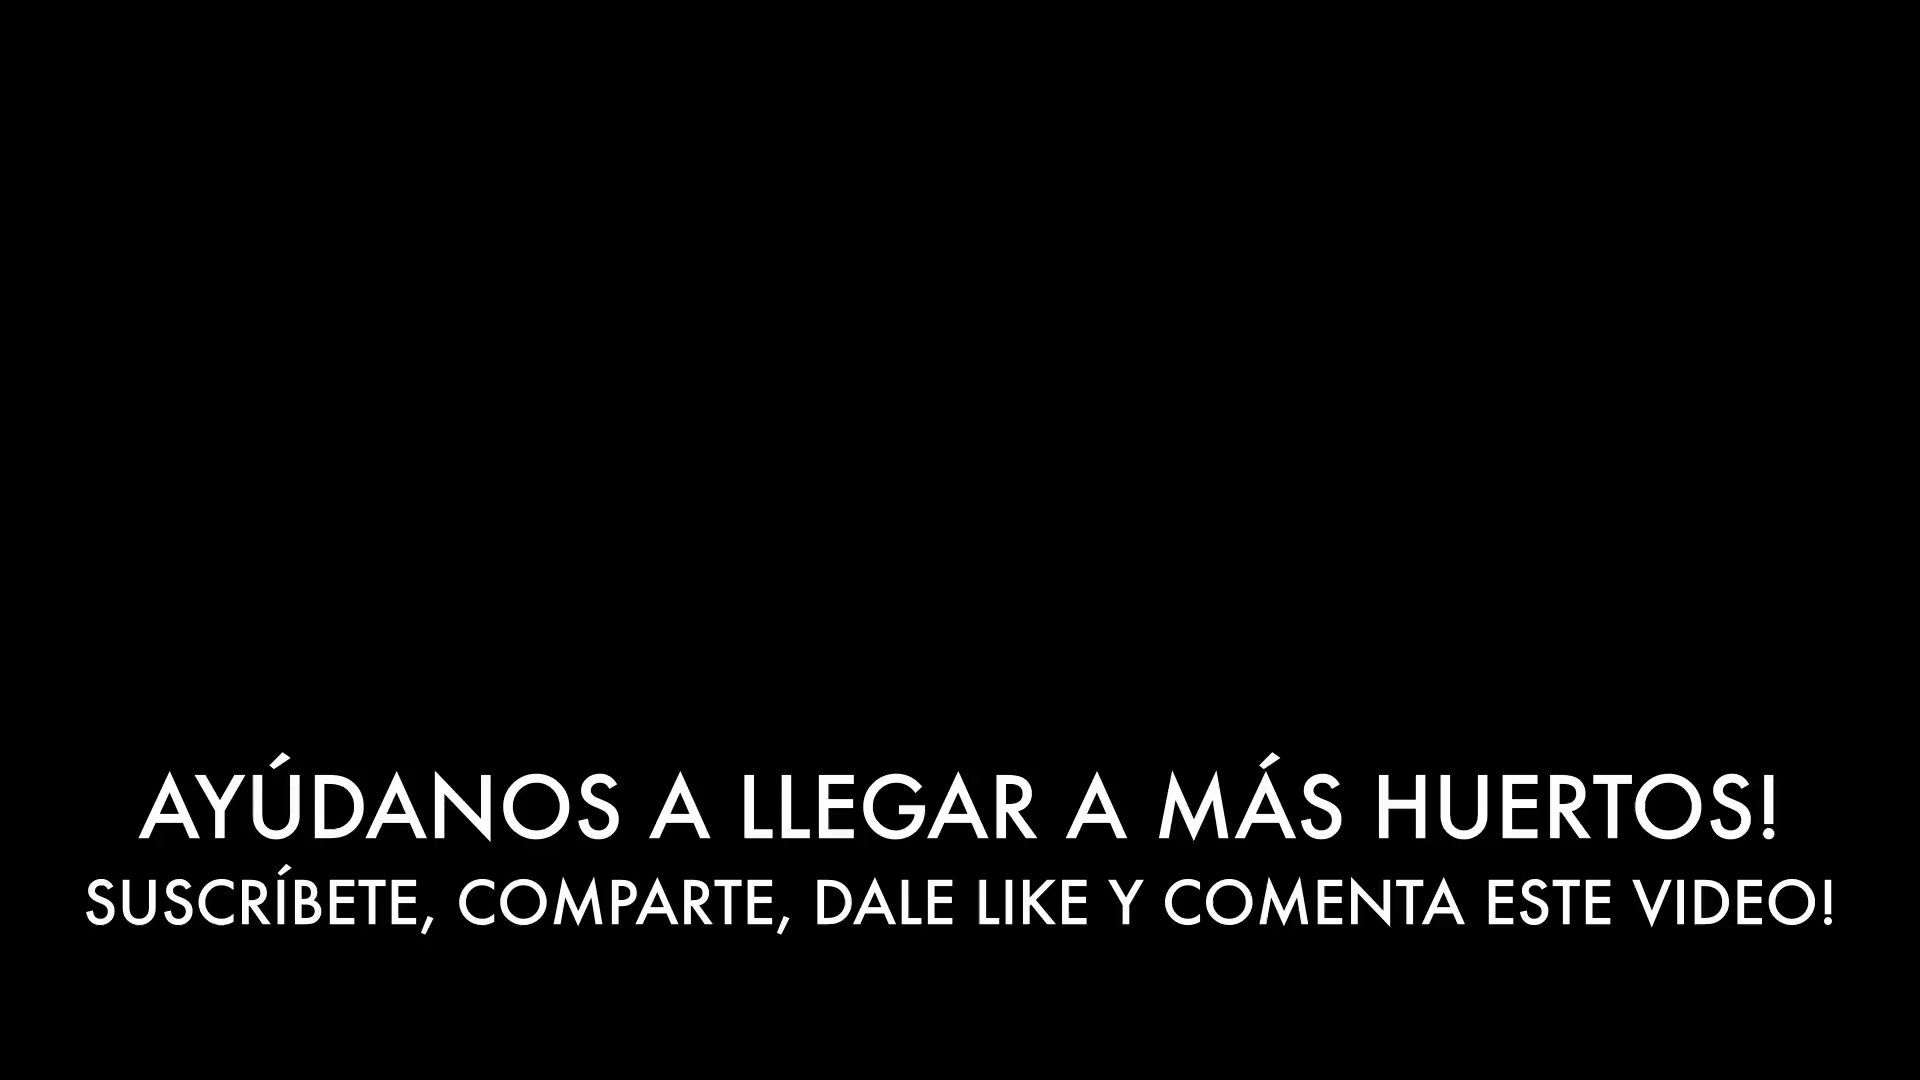 AYÚDANOS A LLEGAR A MÁS HUERTOS!
SUSCRÍBETE, COMPARTE, DALE LIKE Y COMENTA ESTE VIDEO!